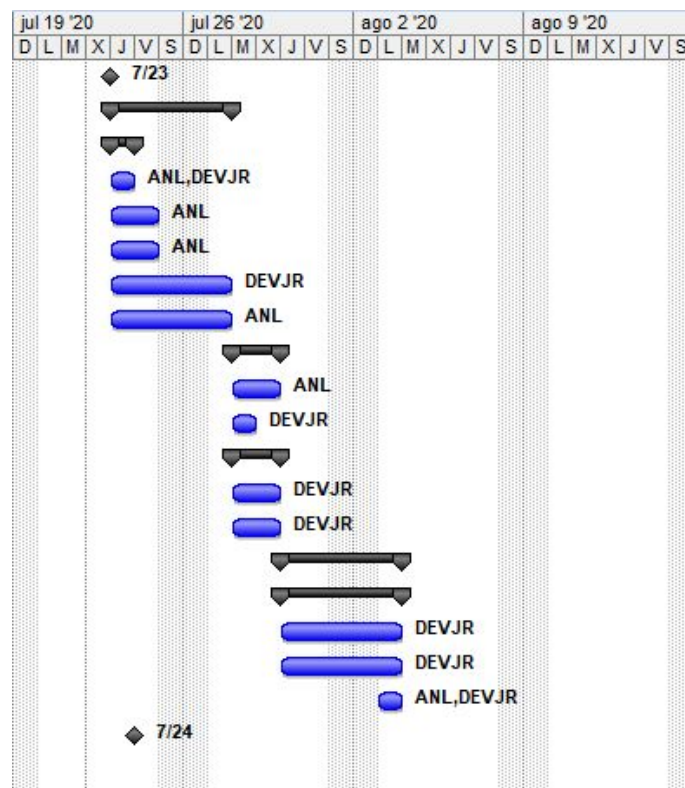 jul 19 '20 jul 26 '20 ago 2 '20 ago 9 '20
D L M X J V S D L M X J V S D L M X J V S D L M X J V S
7/23
ANL,DEVJR
ANL
ANL
DEVJR
ANL
ANL
DEVJR
DEVJR
DEVJR
DEVJR
DEVJR
ANL,DEVJR
7/24